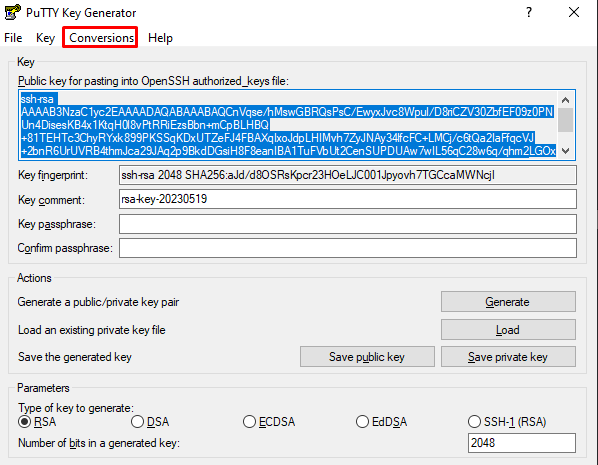 PuTTY Key Generator
? ×
File Key Conversions Help
Key
Public key for pasting into OpenSSH authorized_keys file:
ssh-rsa
AAAAB3NzaC1yc2EAAAADAQABAAABAQCnVqse/hMswGBRQsPsC/EwyxJvc8Wpul/D8riCZV30ZbfEF09z0PN
Un4DisesKB4x1KtqH0I8vPtRRiEzsBbn+mCpBLHBQ
+81TEHTc3ChyRYxk899PKSSqKDxUTZeFJ4FBAXqlxoJdpLHIMvh7ZyJNAy34lfcFC+LMCj/c6tQa2IaFfqcVJ
+2bnR6UrUVRB4thmJca29JAq2p9BkdDGsiH8F8eanIBA1TuFVbUt2CenSUPDUAw7wIL56qC28w6q/qhm2LGOx
Key fingerprint: ssh-rsa 2048 SHA256:aJd/d8OSRsKpcr23HOeLJC001Jpyovh7TGCcaMWNcjI
Key comment: rsa-key-20230519
Key passphrase:
Confirm passphrase:
Actions
Generate a public/private key pair Generate
Load an existing private key file Load
Save the generated key Save public key Save private key
Parameters
Type of key to generate:
RSA DSA ECDSA EdDSA SSH-1 (RSA)
Number of bits in a generated key: 2048